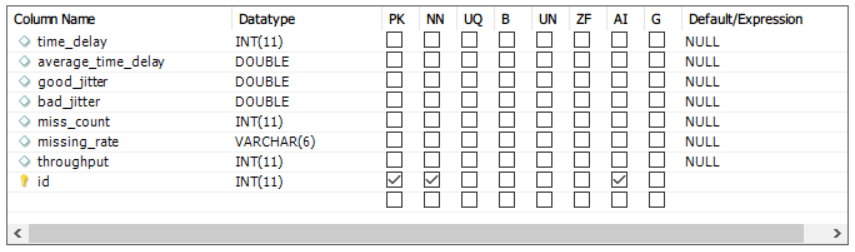 Column Name Datatype PK NN UQ B UN ZF AI G Default/Expression
time_delay INT(11) NULL
average_time_delay DOUBLE NULL
good_jitter DOUBLE NULL
bad_jitter DOUBLE NULL
miss_count INT(11) NULL
missing_rate VARCHAR(6) NULL
throughput INT(11) NULL
id INT(11)